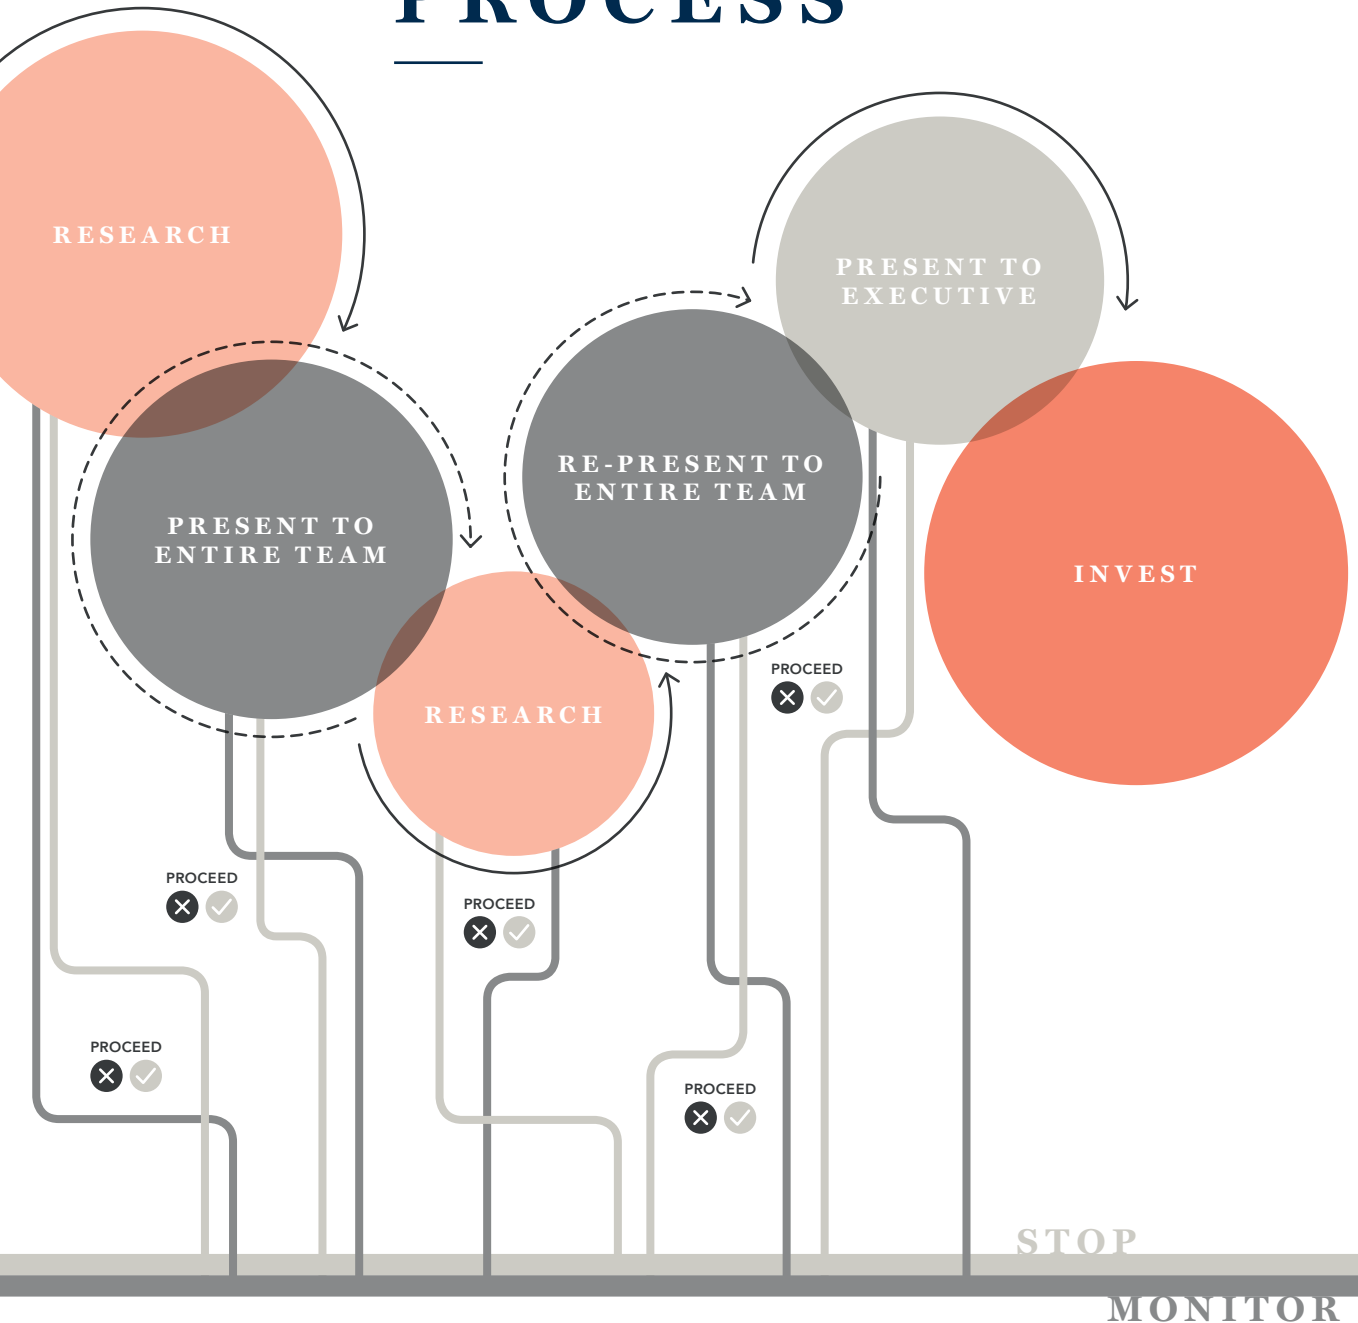 PROCESS
RESEARCH
PRESENT TO
ENTIRE TEAM
RESEARCH
RE-PRESENT TO
ENTIRE TEAM
PRESENT TO
EXECUTIVE
INVEST
PROCEED
PROCEED
PROCEED
PROCEED
PROCEED
STOP
MONITOR